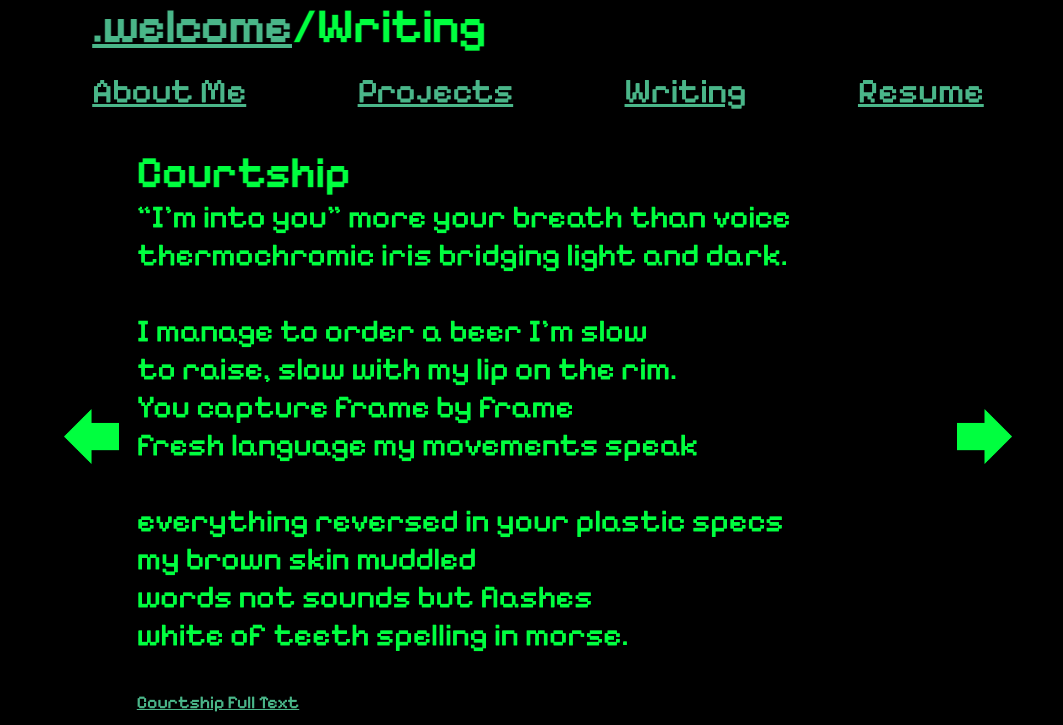 .welcome/Writing
About Me Projects Writing Resume
Courtship
“I’m into you” more your breath than voice
thermochromic iris bridging light and dark.
I manage to order a beer I’m slow
to raise, slow with my lip on the rim.
You capture frame by frame
fresh language my movements speak
everything reversed in your plastic specs
my brown skin muddled
words not sounds but flashes
white of teeth spelling in morse.
Courtship Full Text